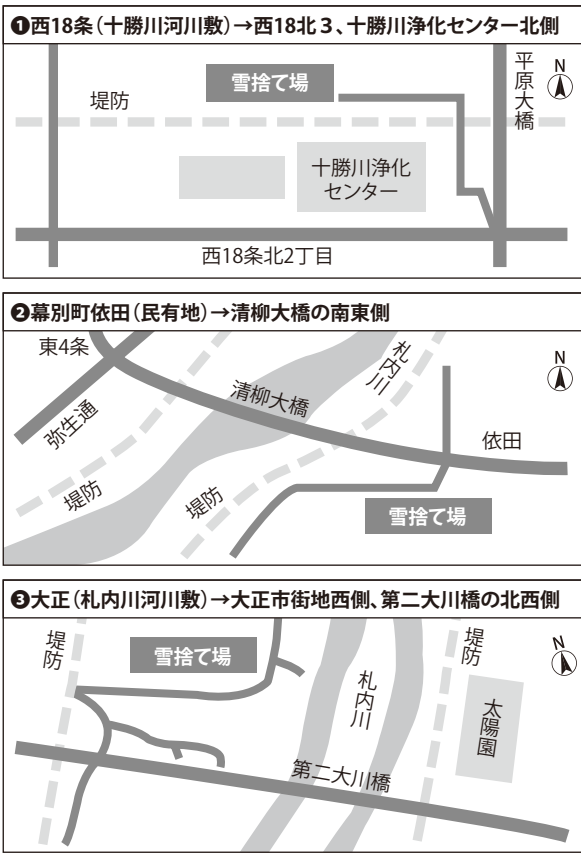 ❶西18条(十勝川河川敷)→西18北3、十勝川浄化センター北側
雪捨て場
平原大橋
N
堤防
十勝川浄化
センター
西18条北2丁目
❷幕別町依田(民有地)→清柳大橋の南東側
東4条
札内川
N
清柳大橋
弥生通
依田
堤防
堤防
雪捨て場
❸大正(札内川河川敷)→大正市街地西側、第二大川橋の北西側
堤防
雪捨て場
札内川
堤防
N
太陽園
第二大川橋